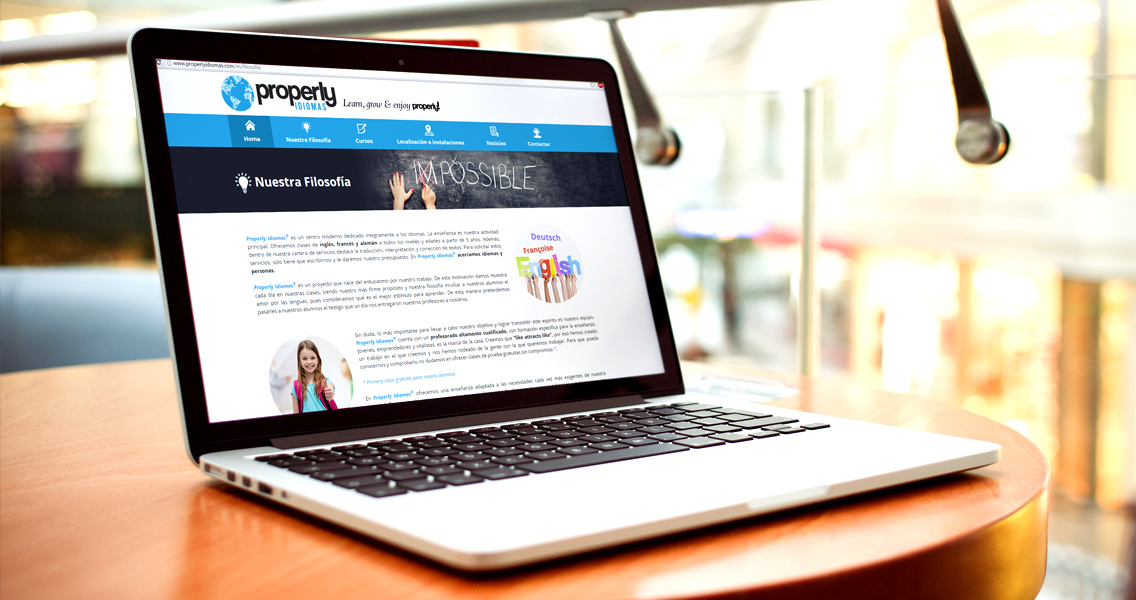 www.properlyidiomas.com/es/filosofia
properly
IDIOMAS
Learn, grow & enjoy properly!
Home
Nuestra Filosofía
Cursos
Localización e instalaciones
Noticias
Contactar
Nuestra Filosofía
IMPOSSIBLE
Properly Idiomas® es un centro moderno dedicado íntegramente a los idiomas. La enseñanza es nuestra actividad
principal. Ofrecemos clases de inglés, francés y alemán a todos los niveles y edades a partir de 5 años. Además,
dentro de nuestra cartera de servicios destaca la traducción, interpretación y corrección de textos. Para solicitar estos
servicios, sólo tiene que escribirnos y le daremos nuestro presupuesto. En Properly Idiomas® acercamos idiomas y
personas.
Deutsch
Françoise
English
Properly Idiomas® es un proyecto que nace del entusiasmo por nuestro trabajo. De esta motivación damos muestra
cada día en nuestras clases, siendo nuestro más firme propósito y nuestra filosofía inculcar a nuestros alumnos el
amor por las lenguas, pues consideramos que es el mejor estímulo para aprender. De esta manera pretendemos
pasarles a nuestros alumnos el testigo que un día nos entregaron nuestros profesores a nosotros.
Sin duda, lo más importante para llevar a cabo nuestro objetivo y lograr transmitir este espíritu es nuestro equipo.
Properly Idiomas® cuenta con un profesorado altamente cualificado, con formación específica para la enseñanza.
Jóvenes, emprendedores y vitalistas, es la marca de la casa. Creemos que "like attracts like", por eso hemos creado
un trabajo en el que creemos y nos hemos rodeado de la gente con la que queremos trabajar. Para que pueda
conocernos y comprobarlo no dudamos en ofrecer clases de prueba gratuitas sin compromiso *.
* Primera clase gratuita para nuevos alumnos
En Properly Idiomas® ofrecemos una enseñanza adaptada a las necesidades cada vez más exigentes de nuestra